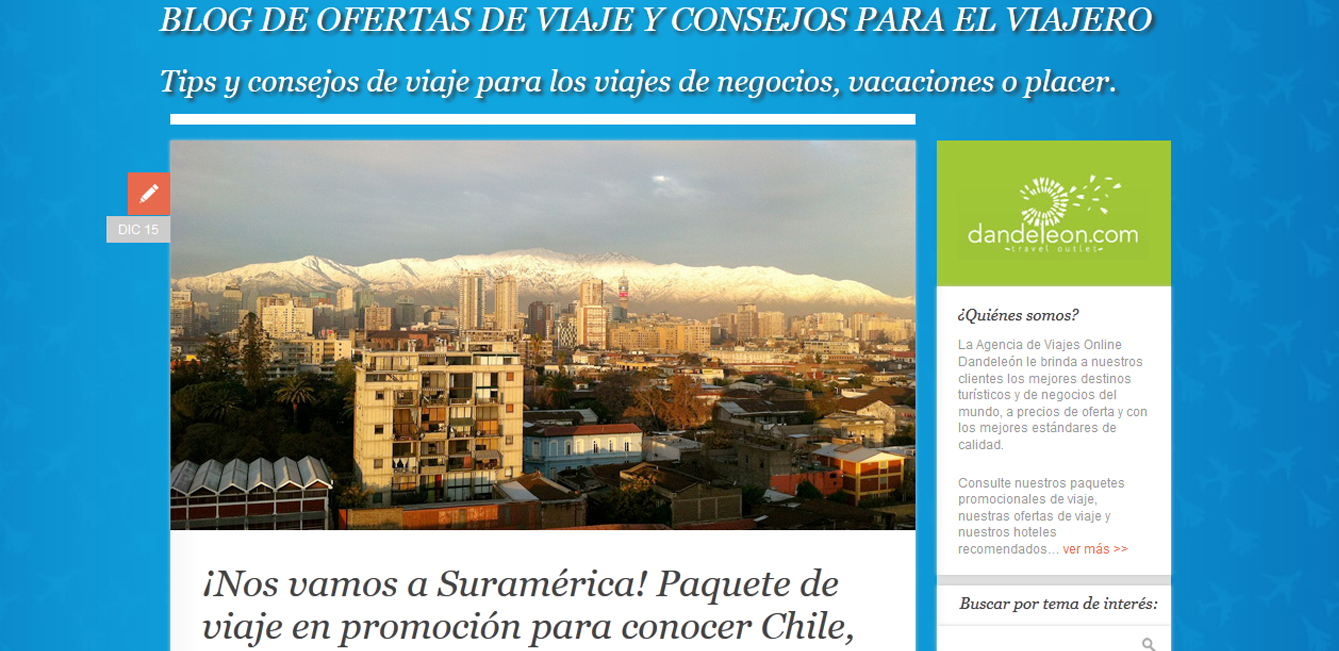 BLOG DE OFERTAS DE VIAJE Y CONSEJOS PARA EL VIAJERO
Tips y consejos de viaje para los viajes de negocios, vacaciones o placer.
DIC 15
¡Nos vamos a Suramérica! Paquete de
viaje en promoción para conocer Chile,
dandeleon.com
travel outlet
¿Quiénes somos?
La Agencia de Viajes Online
Dandeleón le brinda a nuestros
clientes los mejores destinos
turísticos y de negocios del
mundo, a precios de oferta y con
los mejores estándares de
calidad.
Consulte nuestros paquetes
promocionales de viaje,
nuestras ofertas de viaje y
nuestros hoteles
recomendados... ver más >>
Buscar por tema de interés: